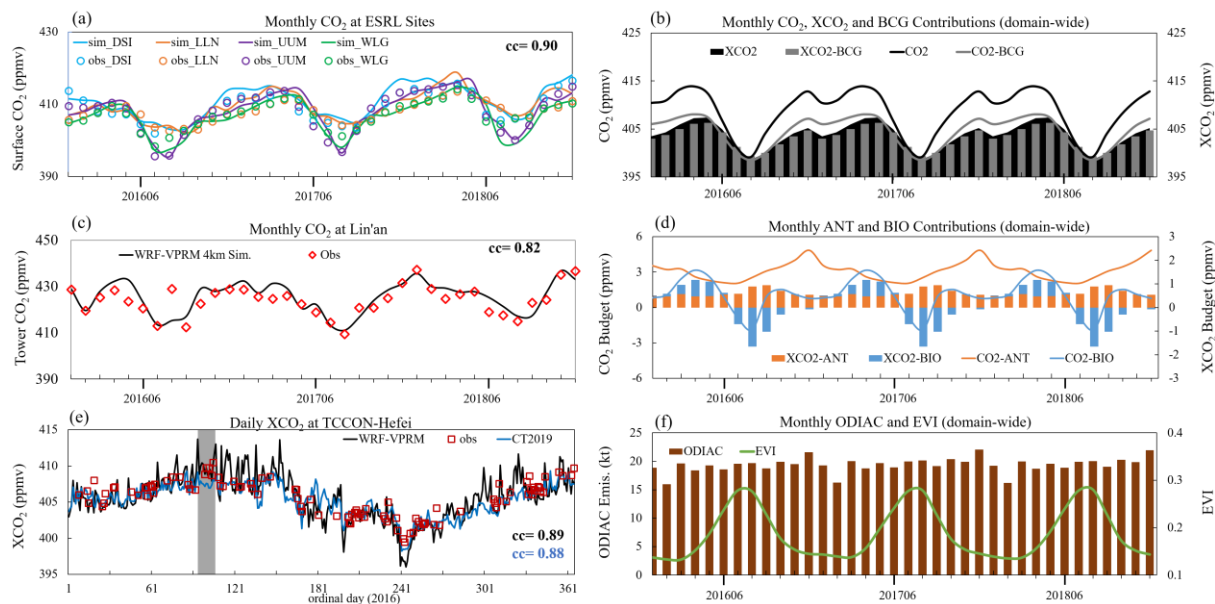 (a) Monthly CO₂ at ESRL Sites
sim_DSI sim_LLN sim_UUM sim_WLG
obs_DSI obs_LLN obs_UUM obs_WLG
cc= 0.90
Surface CO₂ (ppmv)
430
410
390
201606 201706 201806
(b) Monthly CO₂, XCO₂ and BCG Contributions (domain-wide)
XCO2 XCO2-BCG CO2 CO2-BCG
CO₂ (ppmv)
425
415
405
395
XCO₂ (ppmv)
425
415
405
395
201606 201706 201806
(c) Monthly CO₂ at Lin'an
WRF-VPRM 4km Sim. Obs
cc= 0.82
Tower CO₂ (ppmv)
450
430
410
390
201606 201706 201806
(d) Monthly ANT and BIO Contributions (domain-wide)
CO₂ Budget (ppmv)
6
3
0
-3
-6
XCO₂ Budget (ppmv)
3
2
1
0
-1
-2
-3
XCO2-ANT XCO2-BIO CO2-ANT CO2-BIO
201606 201706 201806
(e) Daily XCO₂ at TCCON-Hefei
WRF-VPRM obs CT2019
XCO₂ (ppmv)
415
410
405
400
395
cc= 0.89
cc= 0.88
1 61 121 181 241 301 361
ordinal day (2016)
(f) Monthly ODIAC and EVI (domain-wide)
ODIAC EVI
ODIAC Emis. (kt)
25
20
15
10
5
0
EVI
0.4
0.3
0.2
0.1
201606 201706 201806